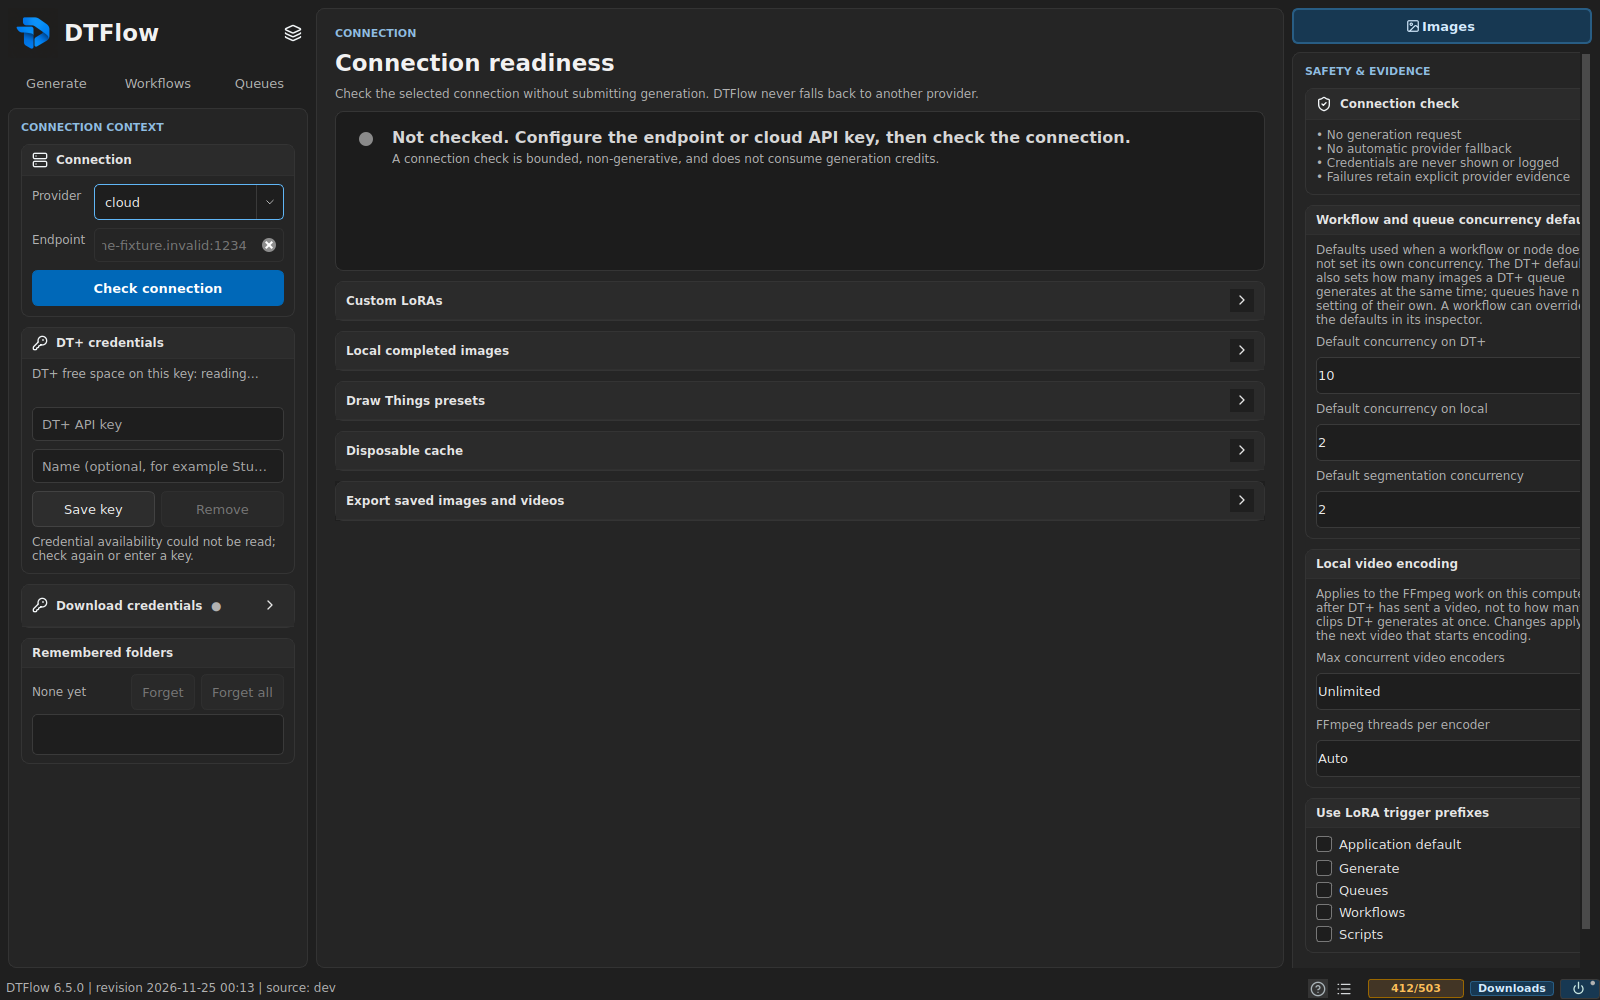 DTFlow
Generate
Workflows
Queues
CONNECTION CONTEXT
Connection
Provider
cloud
Endpoint
ne-fixture.invalid:1234
Check connection
DT+ credentials
DT+ free space on this key: reading...
DT+ API key
Name (optional, for example Stu...
Save key
Remove
Credential availability could not be read;
check again or enter a key.
Download credentials
Remembered folders
None yet
Forget
Forget all
CONNECTION
Connection readiness
Check the selected connection without submitting generation. DTFlow never falls back to another provider.
Not checked. Configure the endpoint or cloud API key, then check the connection.
A connection check is bounded, non-generative, and does not consume generation credits.
Custom LoRAs
Local completed images
Draw Things presets
Disposable cache
Export saved images and videos
Images
SAFETY & EVIDENCE
Connection check
• No generation request
• No automatic provider fallback
• Credentials are never shown or logged
• Failures retain explicit provider evidence
Workflow and queue concurrency defau
Defaults used when a workflow or node doe
not set its own concurrency. The DT+ defaul
also sets how many images a DT+ queue
generates at the same time; queues have n
setting of their own. A workflow can overrid
the defaults in its inspector.
Default concurrency on DT+
10
Default concurrency on local
2
Default segmentation concurrency
2
Local video encoding
Applies to the FFmpeg work on this compute
after DT+ has sent a video, not to how man
clips DT+ generates at once. Changes apply
the next video that starts encoding.
Max concurrent video encoders
Unlimited
FFmpeg threads per encoder
Auto
Use LoRA trigger prefixes
Application default
Generate
Queues
Workflows
Scripts
DTFlow 6.5.0 | revision 2026-11-25 00:13 | source: dev
412/503
Downloads